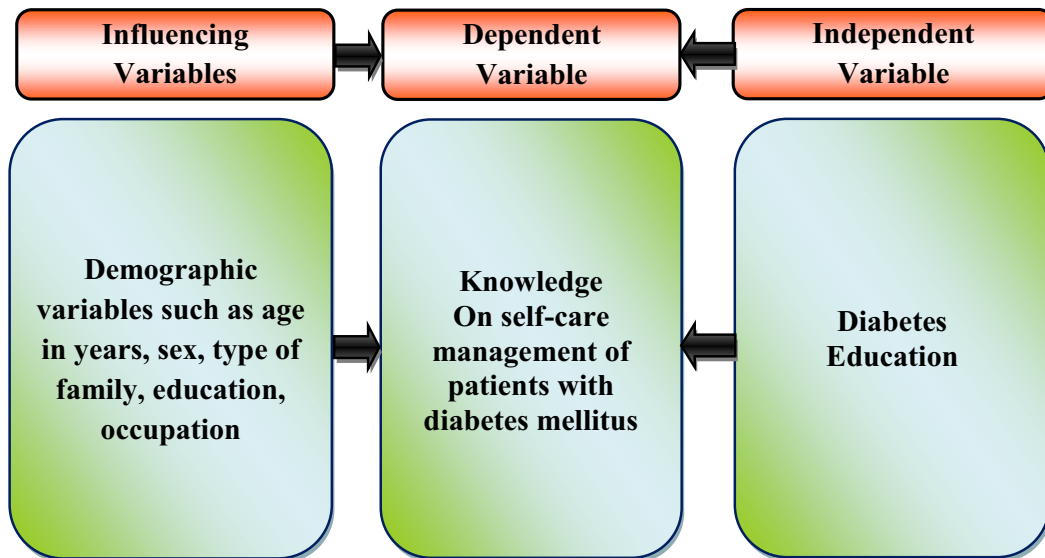 Influencing
Variables
Dependent
Variable
Independent
Variable
Demographic
variables such as age
in years, sex, type of
family, education,
occupation
Knowledge
On self-care
management of
patients with
diabetes mellitus
Diabetes
Education